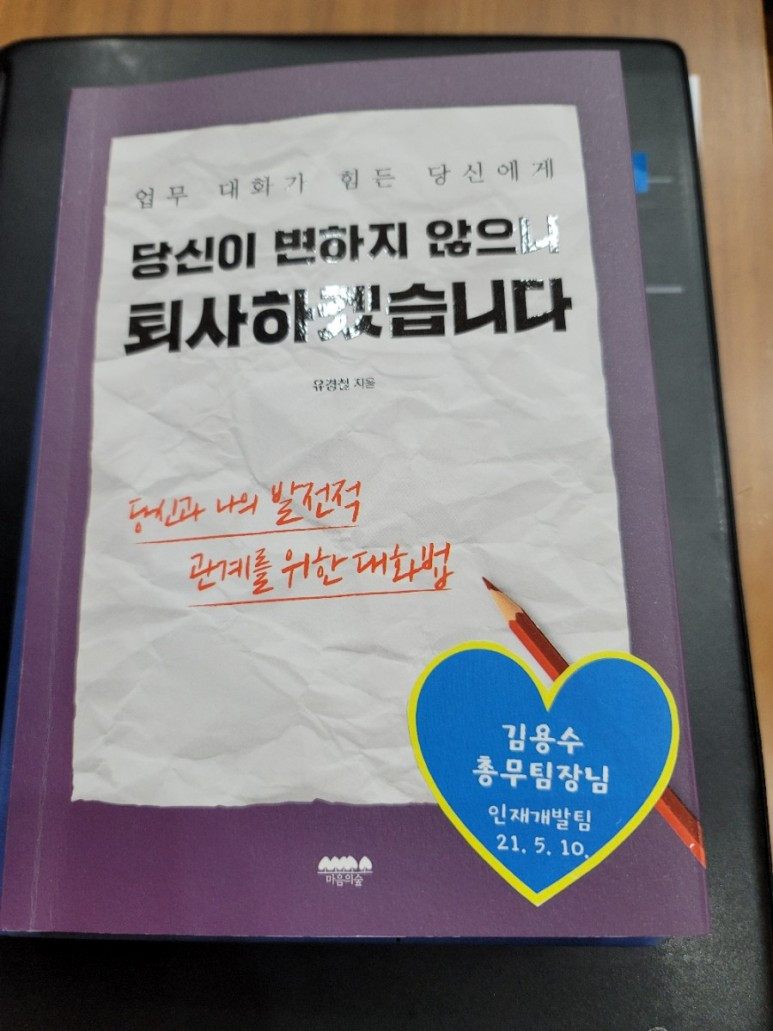 업무 대화가 힘든 당신에게
당신이 변하지 않으니
퇴사하겠습니다
유경철 지음
당신과 나의 발전적
관계를 위한 대화법
김용수
총무팀장님
인재개발팀
21. 5. 10.
마음의숲